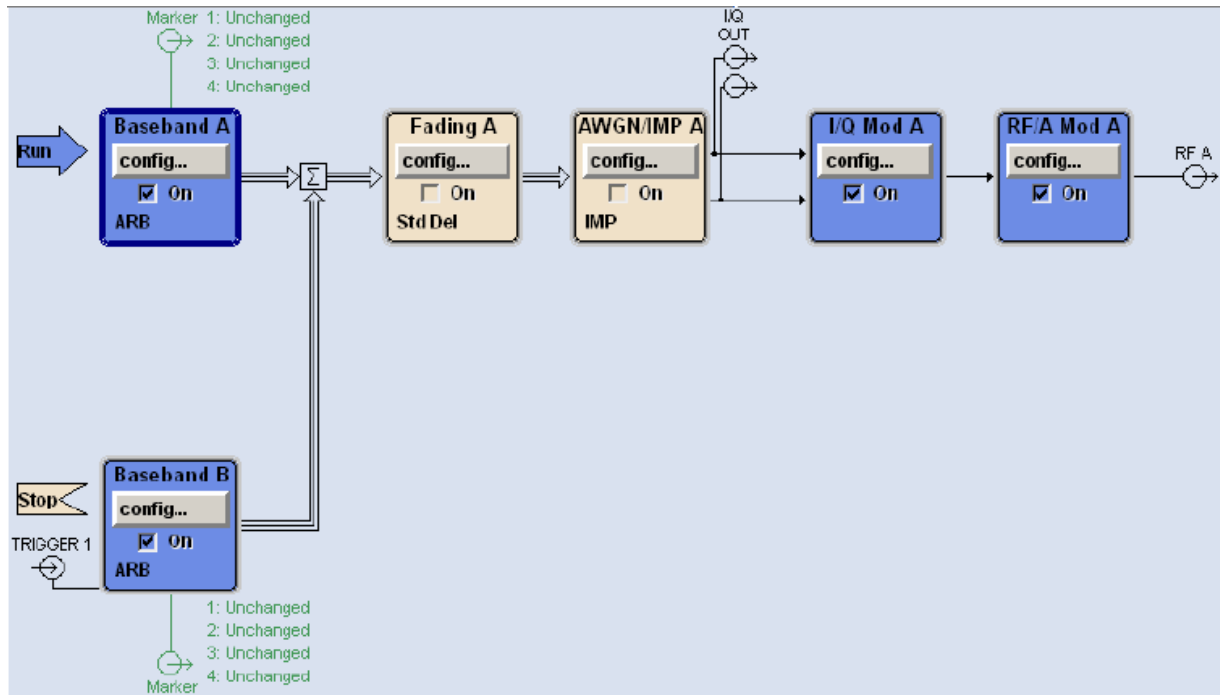 Marker 1: Unchanged
2: Unchanged
3: Unchanged
4: Unchanged
I/Q
OUT
Run
Baseband A
config...
On
ARB
Σ
Fading A
config...
On
Std Del
AWGN/IMP A
config...
On
IMP
I/Q Mod A
config...
On
RF/A Mod A
config...
On
RF A
Stop
TRIGGER 1
Baseband B
config...
On
ARB
1: Unchanged
2: Unchanged
3: Unchanged
4: Unchanged
Marker